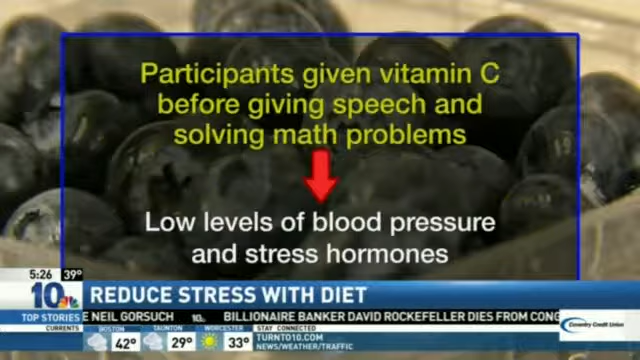 Participants given vitamin C
before giving speech and
solving math problems
Low levels of blood pressure
and stress hormones
5:26 39°
10 REDUCE STRESS WITH DIET
TOP STORIES E NEIL GORSUCH 10 BILLIONAIRE BANKER DAVID ROCKEFELLER DIES FROM CONG
Coventry Credit Union
CURRENTS BOSTON 42° TAUNTON 29° WORCESTER 33° STAY CONNECTED
TURNTO10.COM
NEWS/WEATHER/TRAFFIC